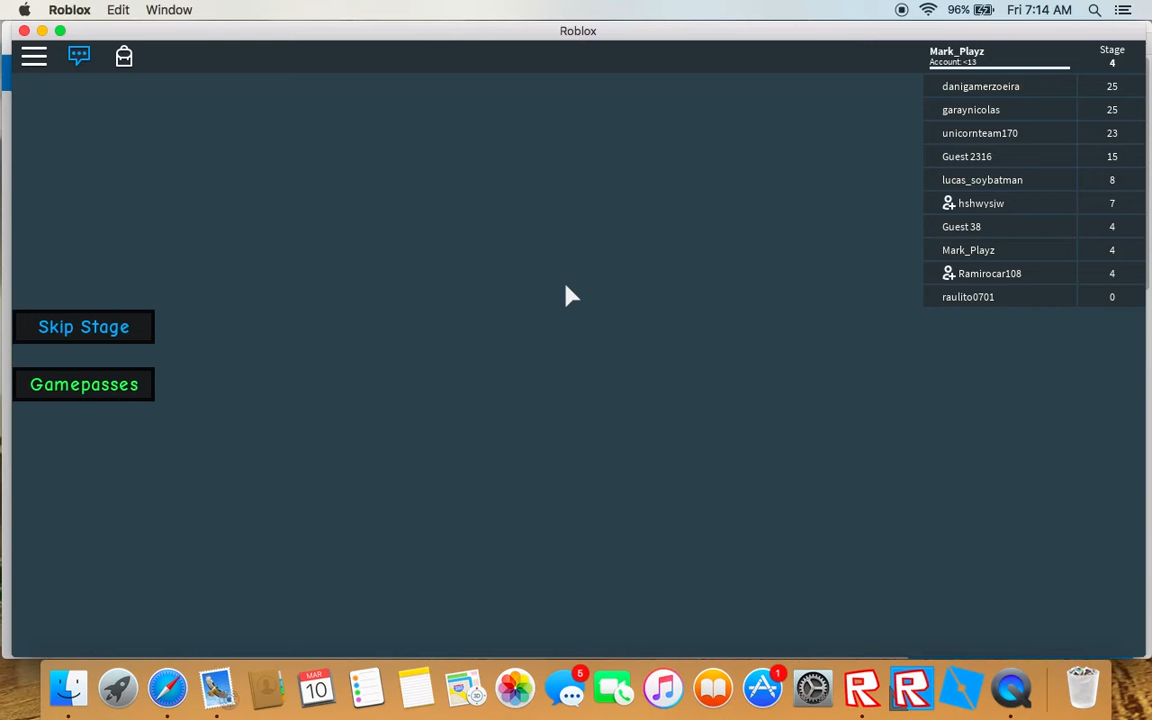 Roblox Edit Window 96% Fri 7:14 AM
Roblox
Mark_Playz Stage
Account: <13 4
danigamerzoeira 25
garaynicolas 25
unicornteam170 23
Guest 2316 15
lucas_soybatman 8
hshwysjw 7
Guest 38 4
Mark_Playz 4
Ramirocar108 4
raulito0701 0
Skip Stage
Gamepasses
MAR 5 1
10